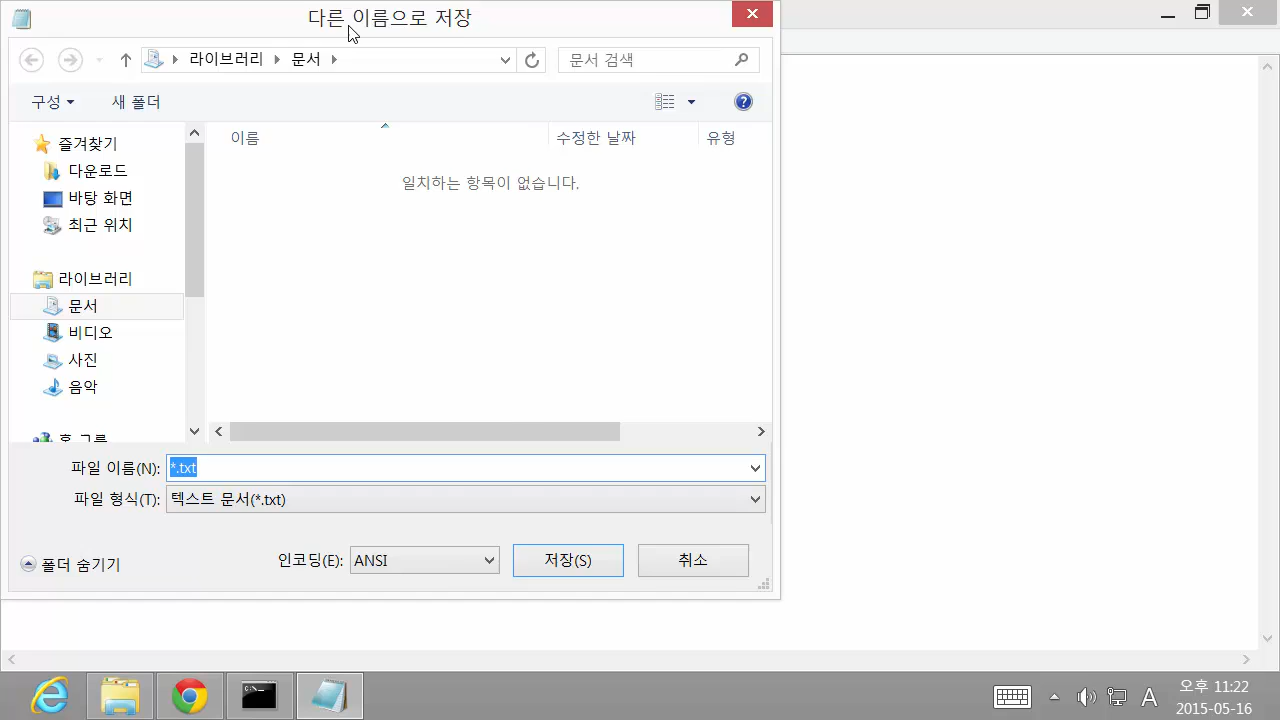 다른 이름으로 저장
라이브러리 문서
문서 검색
구성 새 폴더
이름 수정한 날짜 유형
일치하는 항목이 없습니다.
즐겨찾기
다운로드
바탕 화면
최근 위치
라이브러리
문서
비디오
사진
음악
홈 그룹
파일 이름(N): *.txt
파일 형식(T): 텍스트 문서(*.txt)
폴더 숨기기
인코딩(E): ANSI 저장(S) 취소
A 오후 11:22
2015-05-16